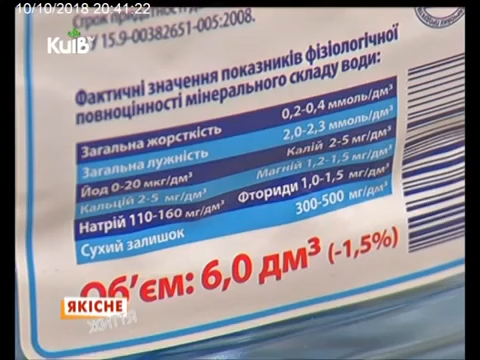 10/10/2018 20:41:22
Строк придатності
КиЇВ TV
У 15.9-00382651-005:2008.
Фактичні значення показників фізіологічної
повноцінності мінерального складу води:
Загальна жорсткість 0,2-0,4 ммоль/дм³
Загальна лужність 2,0-2,3 ммоль/дм³
Йод 0-20 мкг/дм³ Калій 2-5 мг/дм³
Кальцій 2-5 мг/дм³ Магній 1,2-1,5 мг/дм³
Натрій 110-160 мг/дм³ Фториди 1,0-1,5 мг/дм³
Сухий залишок 300-500 мг/дм³
Об'єм: 6,0 дм³ (-1,5%)
ЯКІСНЕ
ЖИТТЯ